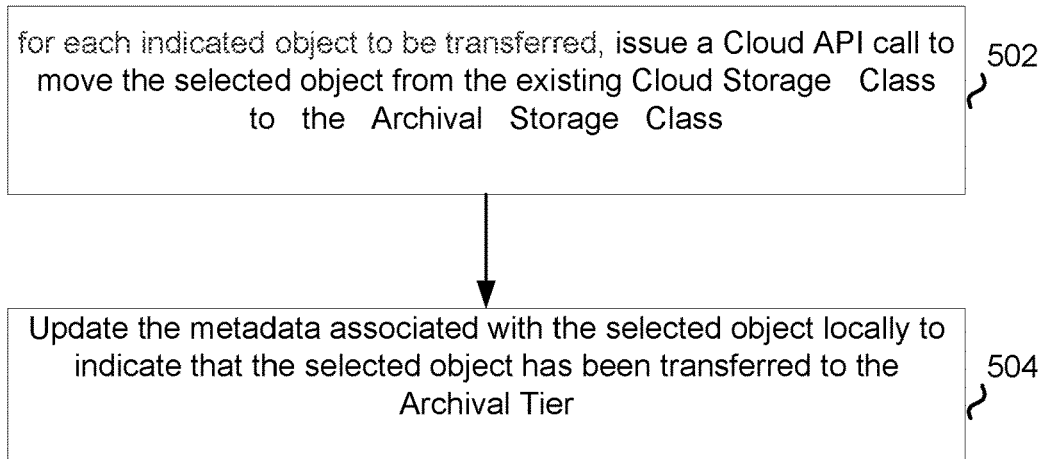 for each indicated object to be transferred, issue a Cloud API call to
move the selected object from the existing Cloud Storage Class
to the Archival Storage Class
502
Update the metadata associated with the selected object locally to
indicate that the selected object has been transferred to the
Archival Tier
504